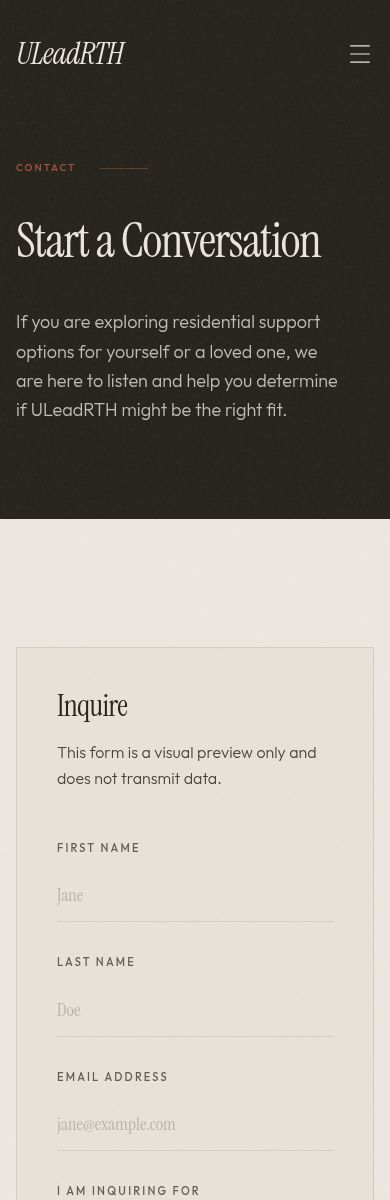 ULeadRTH
CONTACT
Start a Conversation
If you are exploring residential support
options for yourself or a loved one, we
are here to listen and help you determine
if ULeadRTH might be the right fit.
Inquire
This form is a visual preview only and
does not transmit data.
FIRST NAME
Jane
LAST NAME
Doe
EMAIL ADDRESS
jane@example.com
I AM INQUIRING FOR